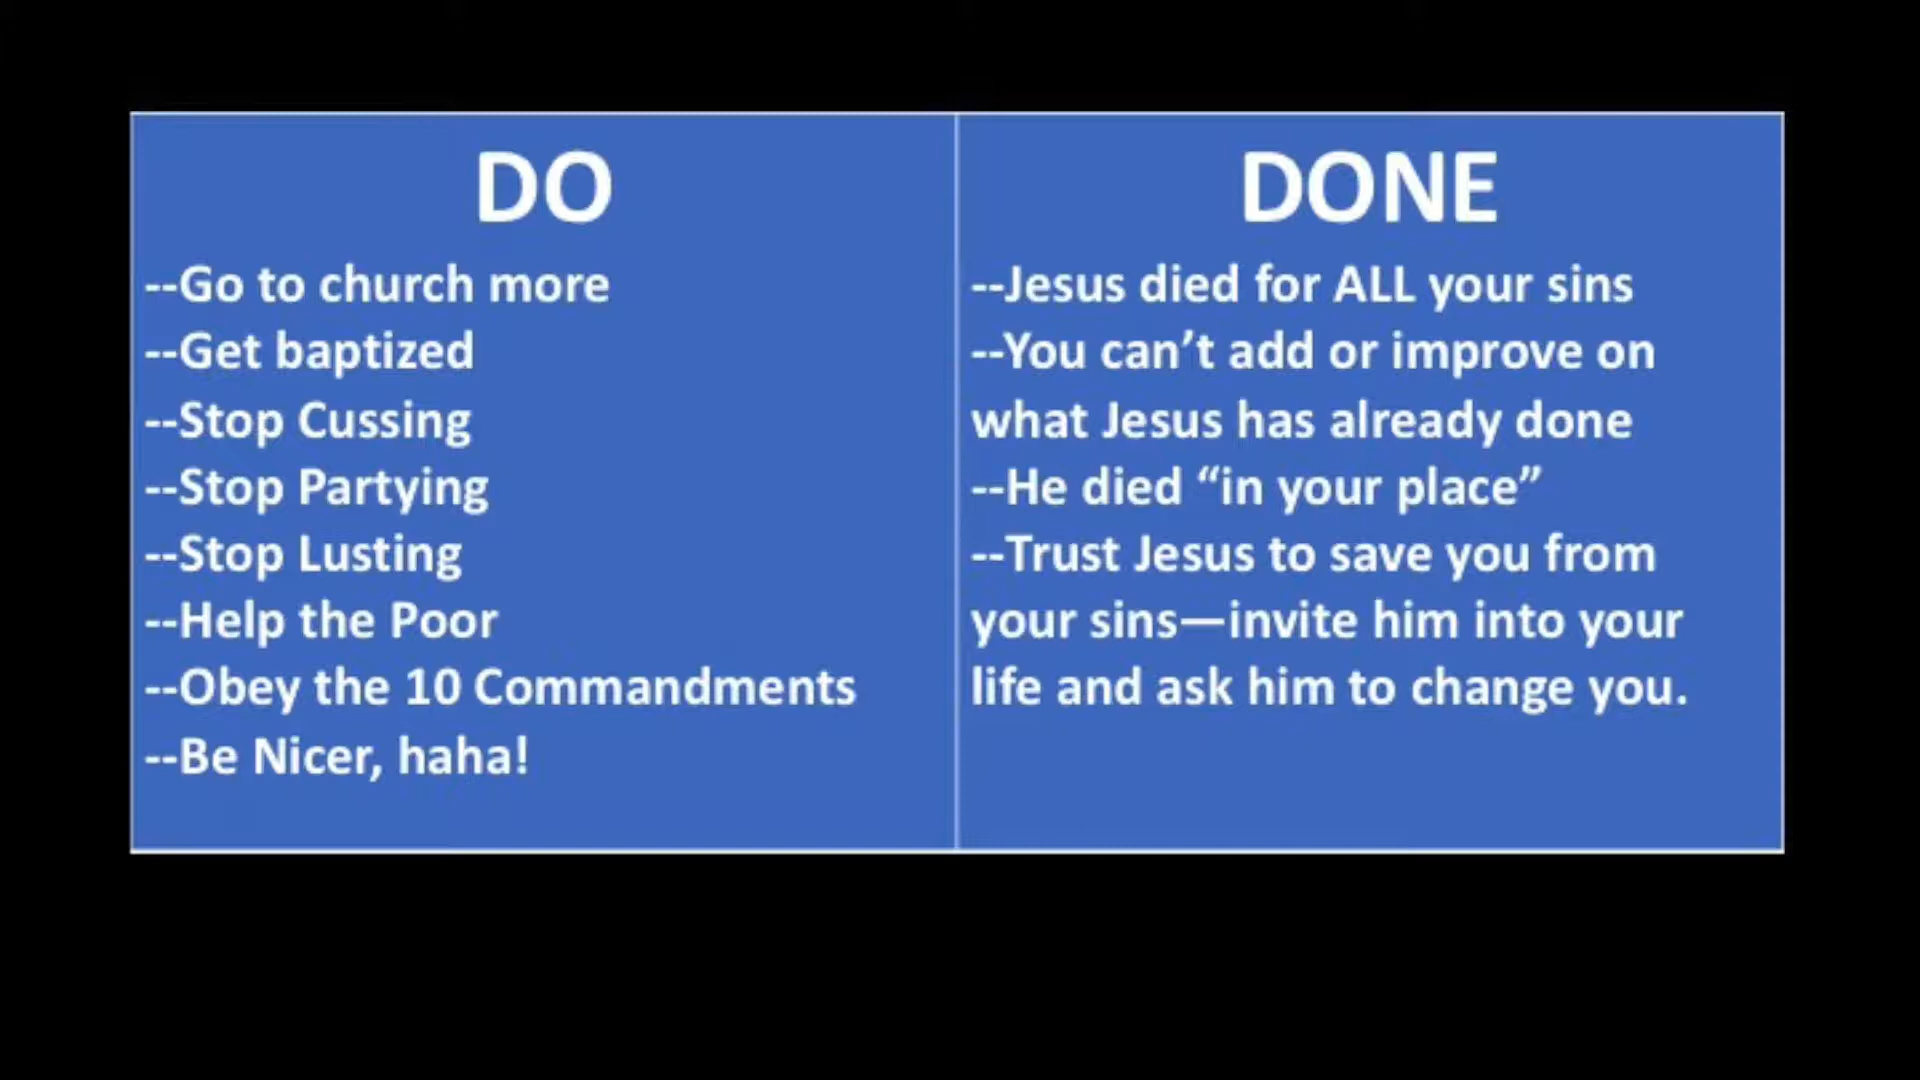 DO
--Go to church more
--Get baptized
--Stop Cussing
--Stop Partying
--Stop Lusting
--Help the Poor
--Obey the 10 Commandments
--Be Nicer, haha!
DONE
--Jesus died for ALL your sins
--You can’t add or improve on
what Jesus has already done
--He died “in your place”
--Trust Jesus to save you from
your sins—invite him into your
life and ask him to change you.